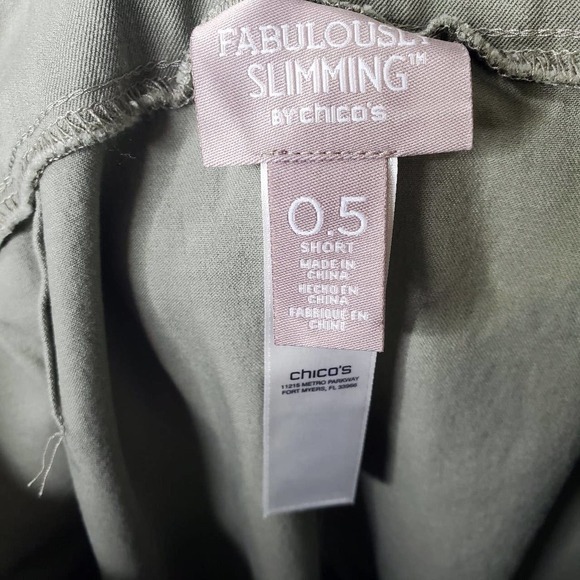 FABULOUSLY
SLIMMING™
BY chico's
0.5
SHORT
MADE IN
CHINA
HECHO EN
CHINA
FABRIQUÉ EN
CHINE
chico's
11215 METRO PARKWAY
FORT MYERS, FL 33966